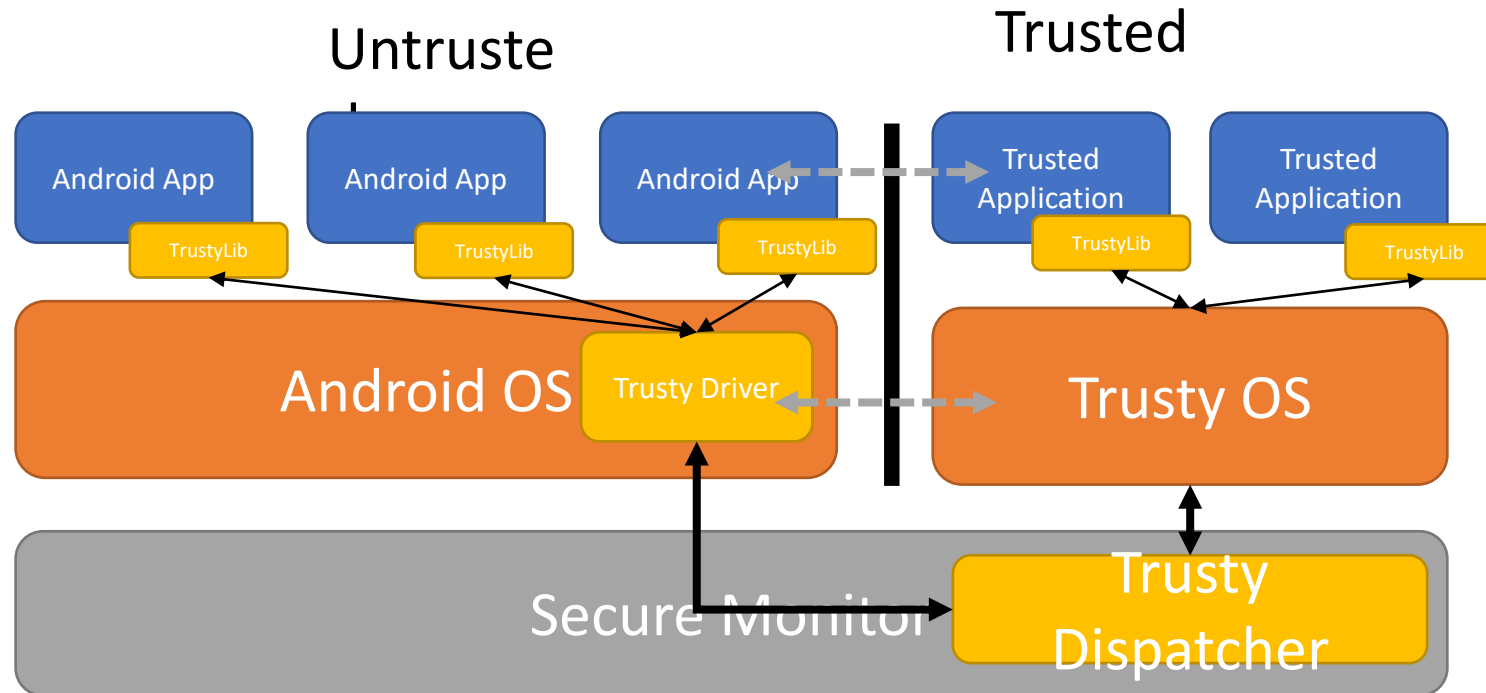 Untruste
d
Trusted
Android App
Android App
Android App
Trusted
Application
Trusted
Application
TrustyLib
TrustyLib
TrustyLib
TrustyLib
TrustyLib
Android OS
Trusty Driver
Trusty OS
Secure Monitor
Trusty
Dispatcher